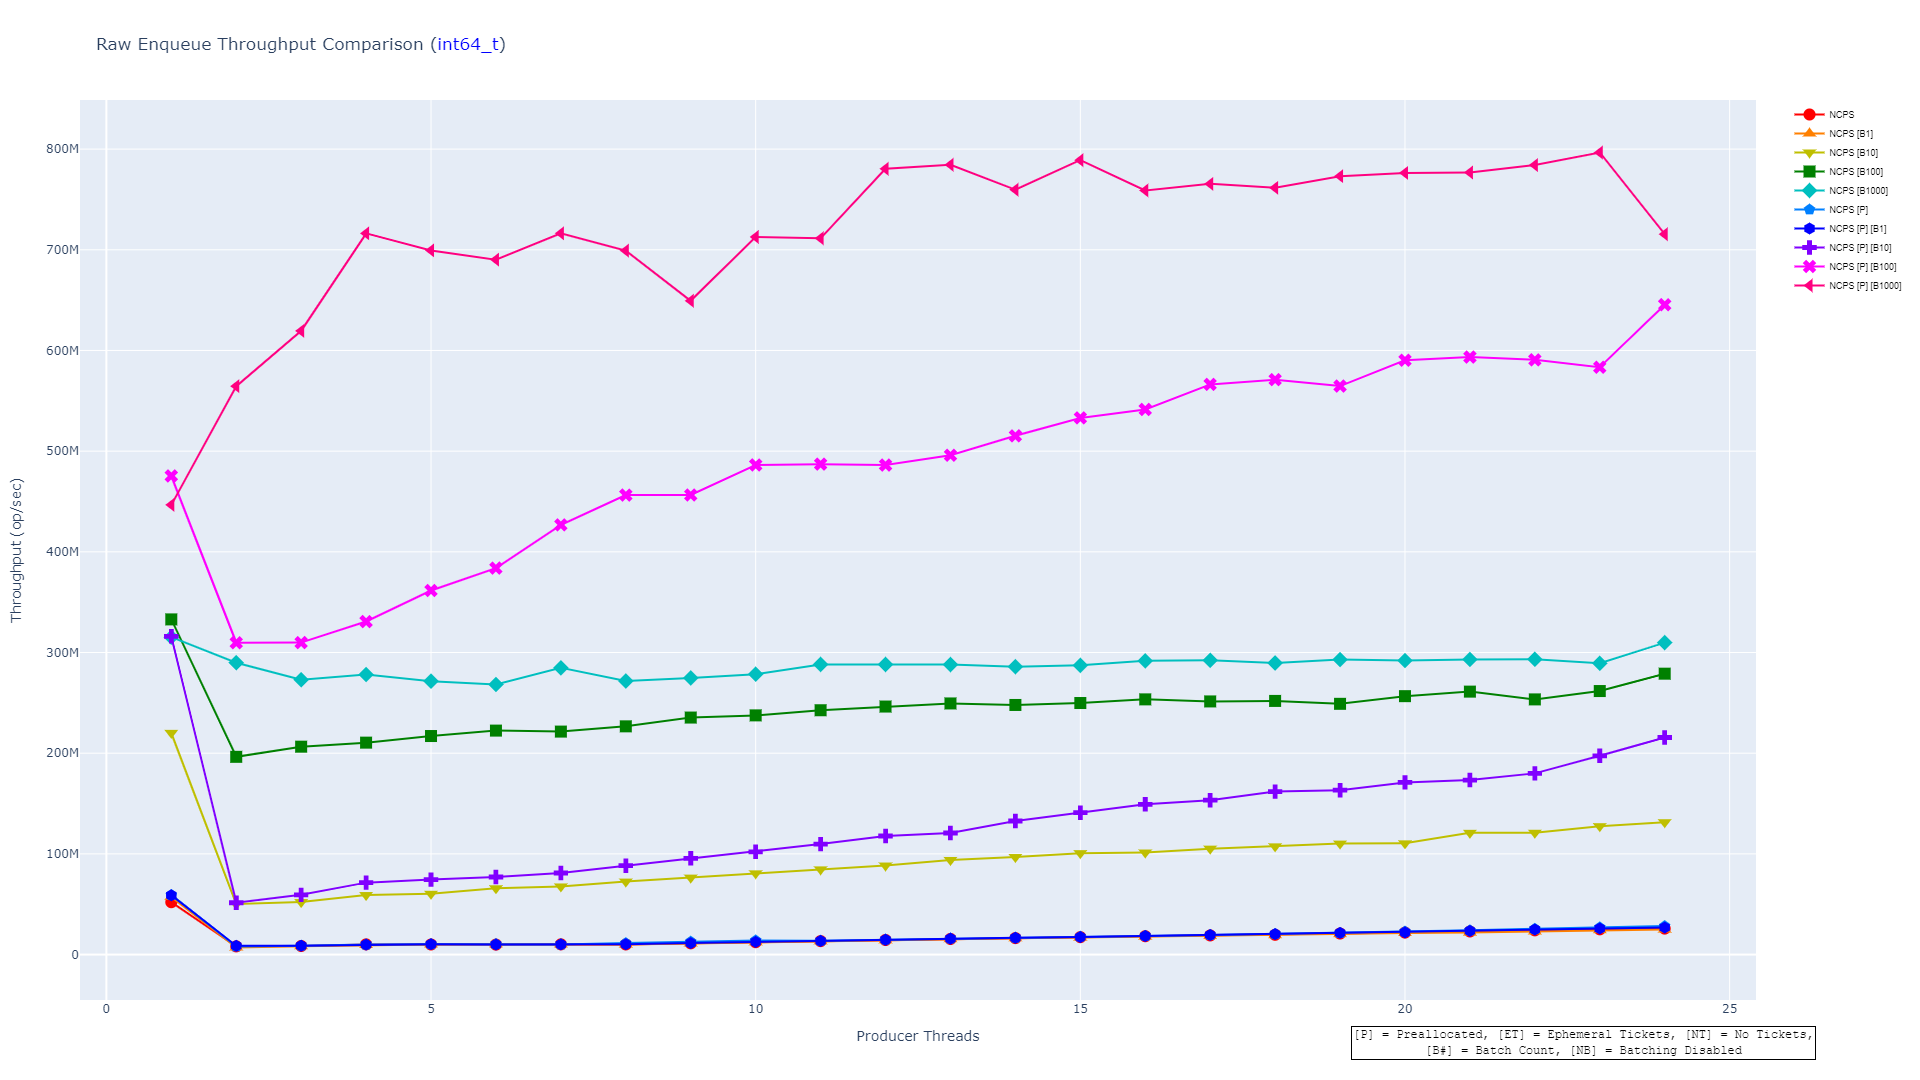 Raw Enqueue Throughput Comparison (int64_t)
800M
700M
600M
500M
400M
300M
200M
100M
0
Throughput (op/sec)
0
5
10
15
20
25
Producer Threads
NCPS
NCPS [B1]
NCPS [B10]
NCPS [B100]
NCPS [B1000]
NCPS [P]
NCPS [P] [B1]
NCPS [P] [B10]
NCPS [P] [B100]
NCPS [P] [B1000]
[P] = Preallocated, [ET] = Ephemeral Tickets, [NT] = No Tickets,
[B#] = Batch Count, [NB] = Batching Disabled